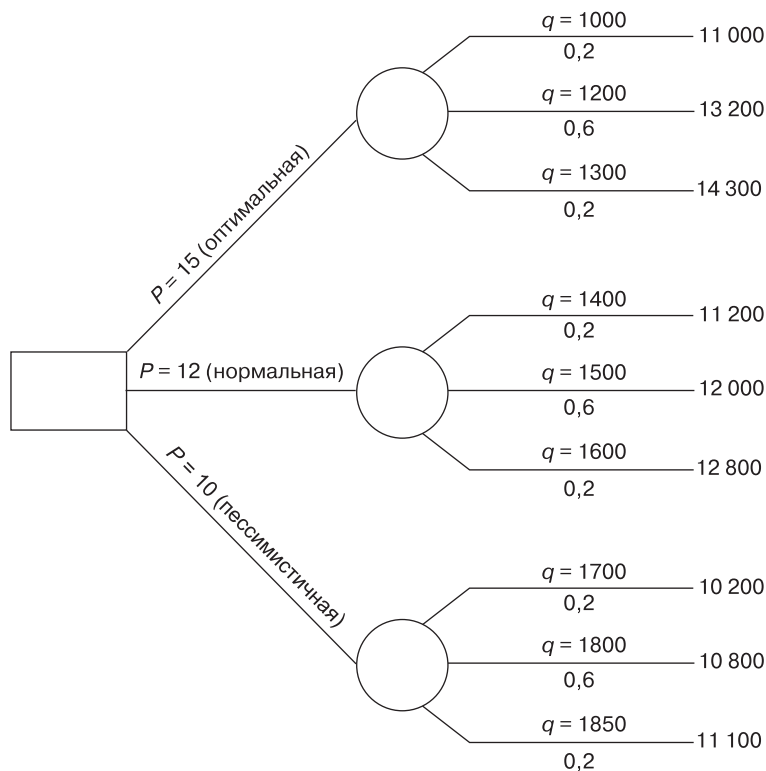 q = 1000
0,2
11 000
q = 1200
0,6
13 200
q = 1300
0,2
14 300
P = 15 (оптимальная)
q = 1400
0,2
11 200
P = 12 (нормальная)
q = 1500
0,6
12 000
q = 1600
0,2
12 800
P = 10 (пессимистичная)
q = 1700
0,2
10 200
q = 1800
0,6
10 800
q = 1850
0,2
11 100